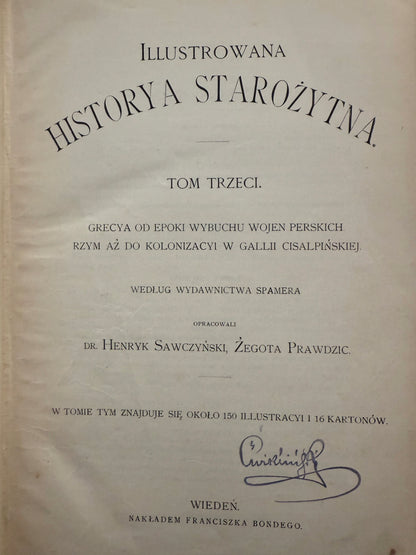 ILLUSTROWANA
HISTORYA STAROŻYTNA.
TOM TRZECI.
GRECYA OD EPOKI WYBUCHU WOJEN PERSKICH
RZYM AŻ DO KOLONIZACYI W GALLII CISALPIŃSKIEJ.
WEDŁUG WYDAWNICTWA SPAMERA
OPRACOWALI
DR. HENRYK SAWCZYŃSKI, ŻEGOTA PRAWDZIC.
W TOMIE TYM ZNAJDUJE SIĘ OKOŁO 150 ILLUSTRACYI I 16 KARTONÓW.
WIEDEŃ.
NAKŁADEM FRANCISZKA BONDEGO.